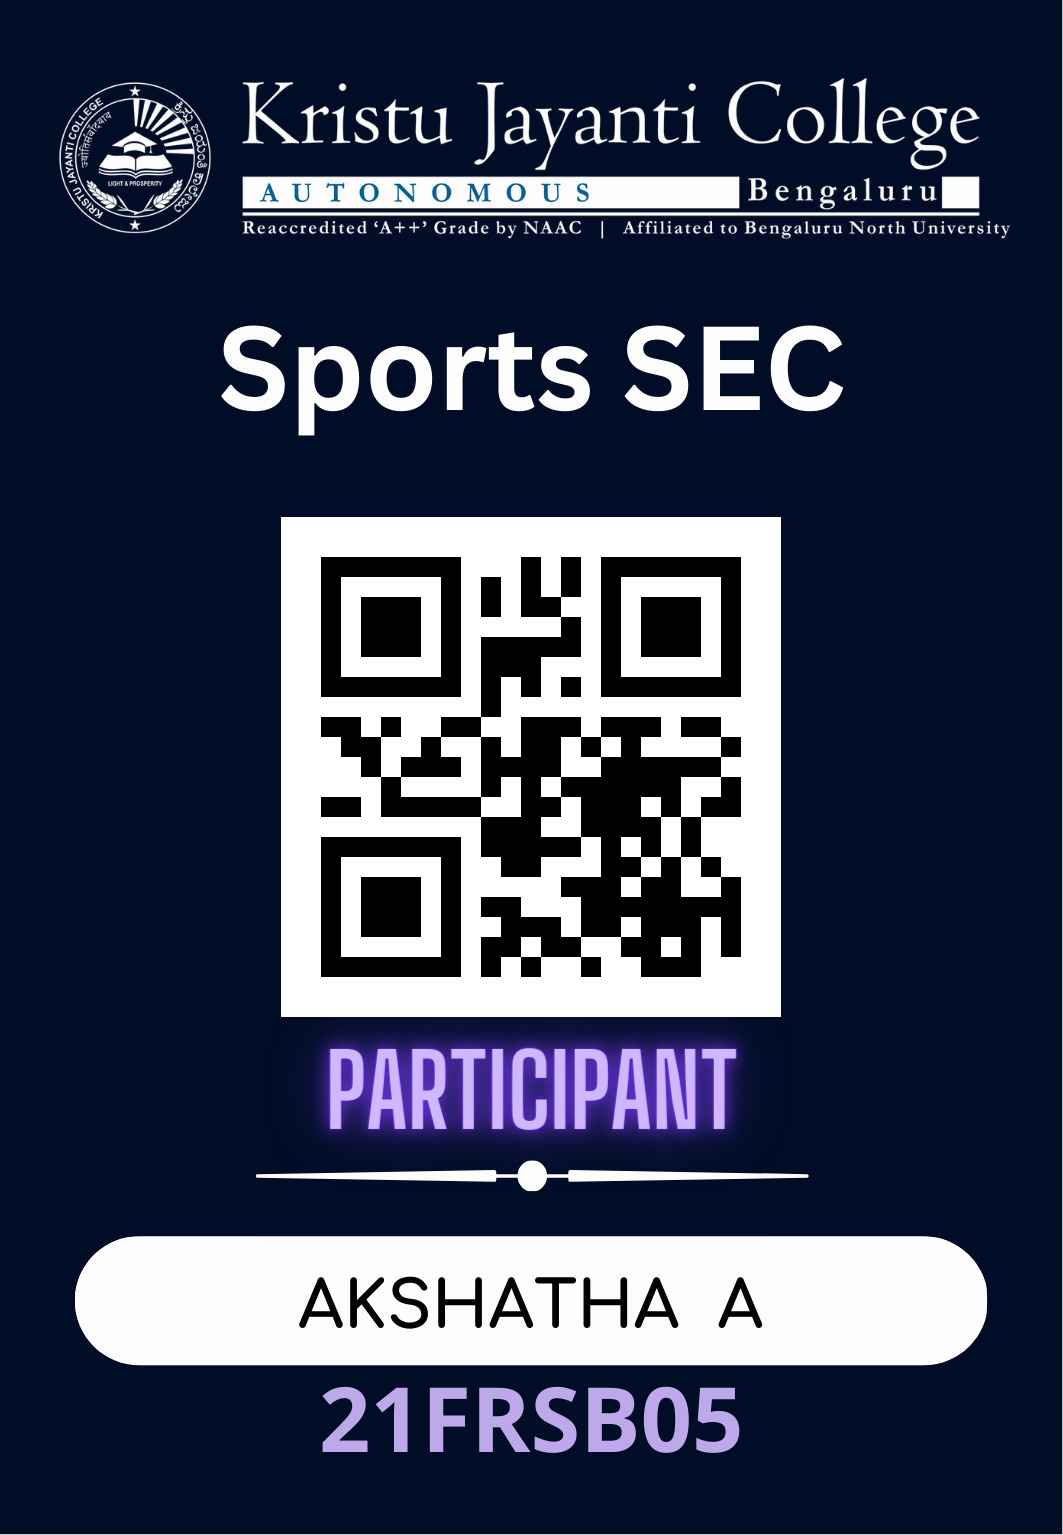 Kristu Jayanti College
AUTONOMOUS Bengaluru
Reaccredited ‘A++’ Grade by NAAC | Affiliated to Bengaluru North University
KRISTU JAYANTI COLLEGE
ಕ್ರಿಸ್ತು ಜಯಂತಿ ಕಾಲೇಜು
LIGHT & PROSPERITY
Sports SEC
PARTICIPANT
AKSHATHA A
21FRSB05